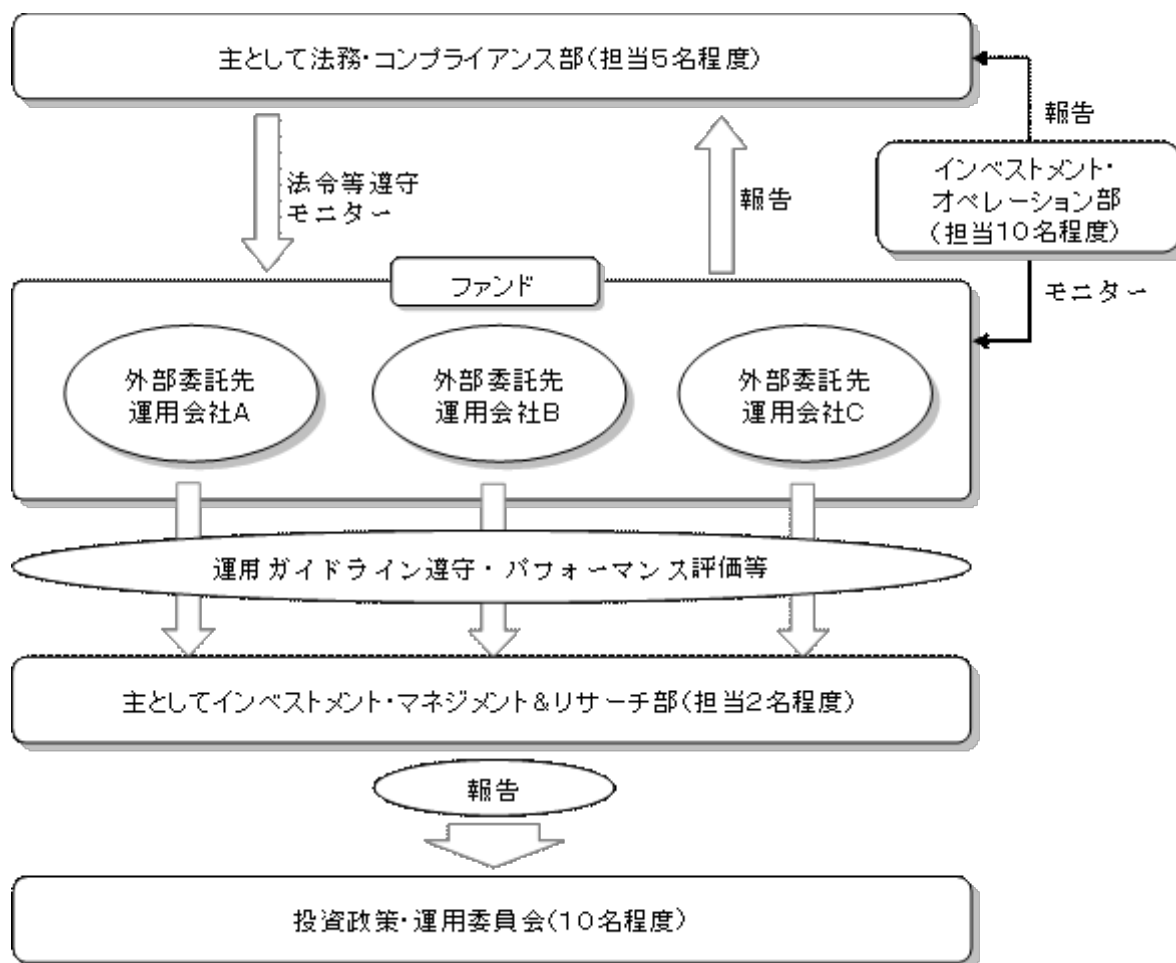 主として法務・コンプライアンス部(担当5名程度)
報告
インベストメント・
オペレーション部
(担当10名程度)
モニター
法令等遵守
モニター
報告
ファンド
外部委託先
運用会社A
外部委託先
運用会社B
外部委託先
運用会社C
運用ガイドライン遵守・パフォーマンス評価等
主としてインベストメント・マネジメント&リサーチ部(担当2名程度)
報告
投資政策・運用委員会(10名程度)